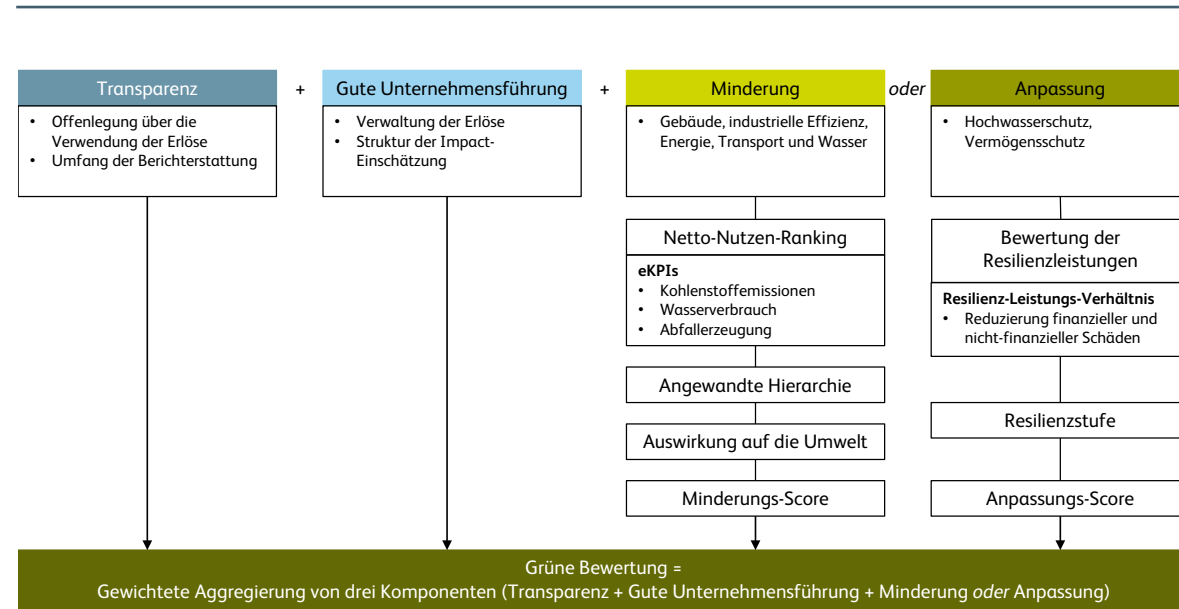 Transparenz + Gute Unternehmensführung + Minderung oder Anpassung
• Offenlegung über die
Verwendung der Erlöse
• Umfang der Berichterstattung
• Verwaltung der Erlöse
• Struktur der Impact-
Einschätzung
• Gebäude, industrielle Effizienz,
Energie, Transport und Wasser
• Hochwasserschutz,
Vermögensschutz
Netto-Nutzen-Ranking
eKPIs
• Kohlenstoffemissionen
• Wasserverbrauch
• Abfallerzeugung
Angewandte Hierarchie
Auswirkung auf die Umwelt
Minderungs-Score
Bewertung der
Resilienzleistungen
Resilienz-Leistungs-Verhältnis
• Reduzierung finanzieller und
nicht-finanzieller Schäden
Resilienzstufe
Anpassungs-Score
Grüne Bewertung =
Gewichtete Aggregierung von drei Komponenten (Transparenz + Gute Unternehmensführung + Minderung oder Anpassung)